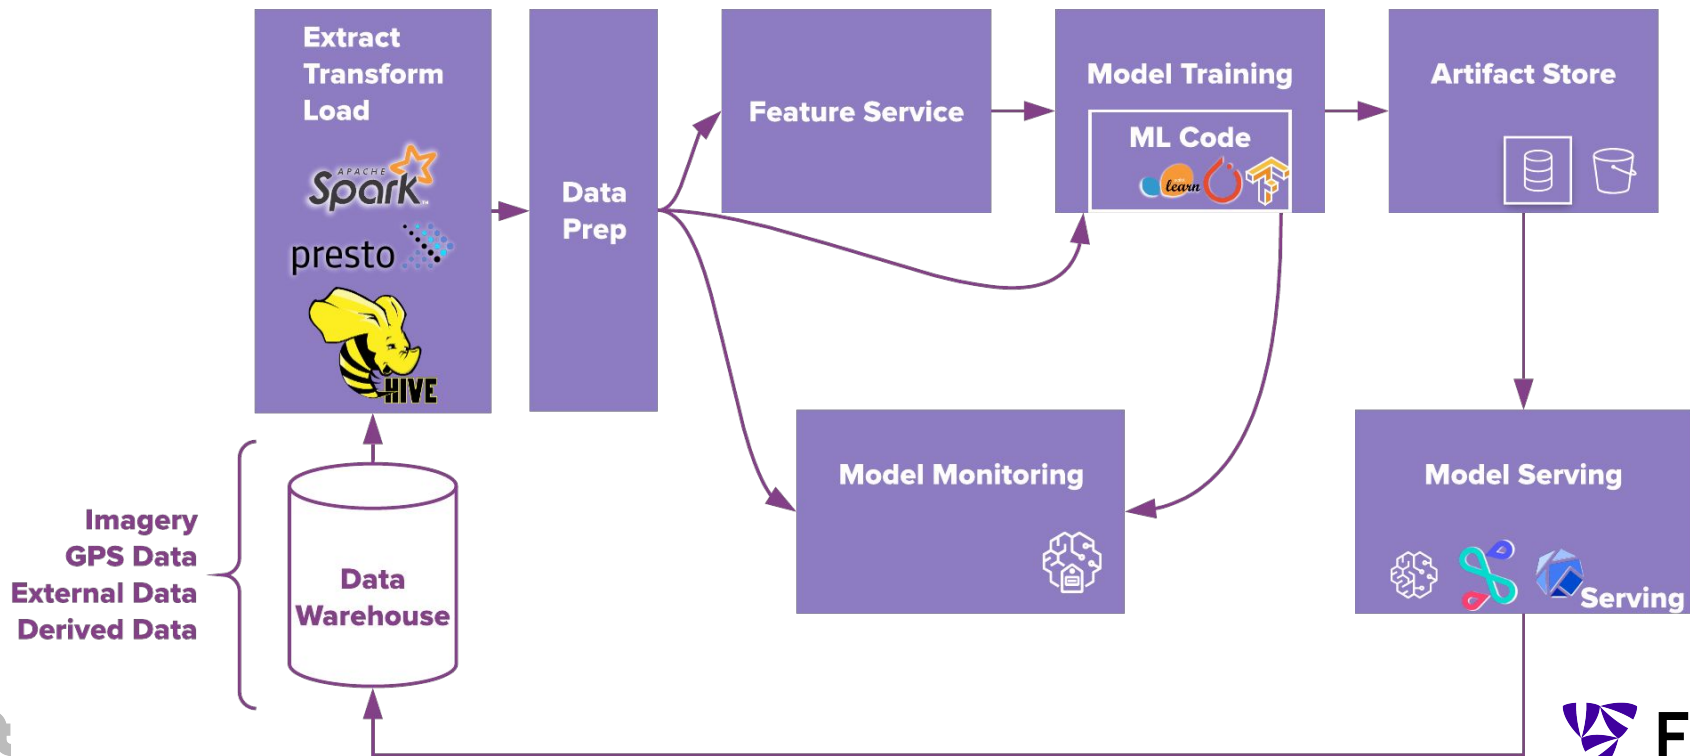 Extract
Transform
Load
APACHE
Spark
presto
HIVE
Data
Prep
Feature Service
Model Training
ML Code
learn
Artifact Store
Model Monitoring
Model Serving
Serving
Imagery
GPS Data
External Data
Derived Data
Data
Warehouse
F